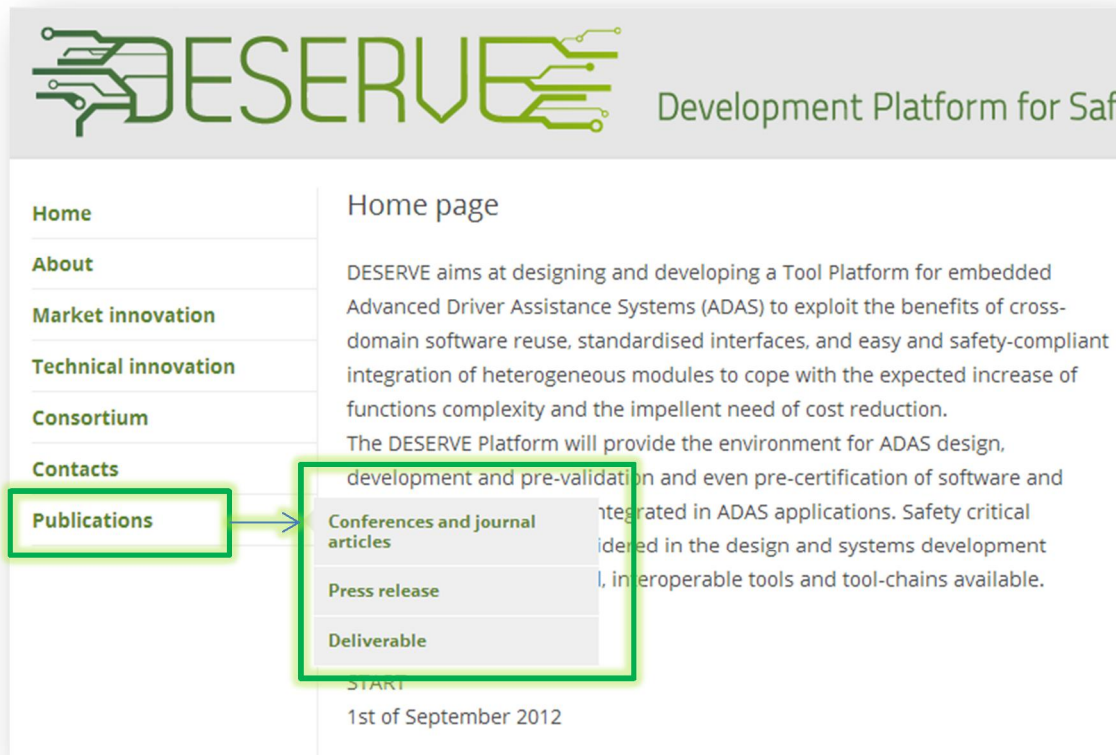 DESERVE
Development Platform for Saf
Home
About
Market innovation
Technical innovation
Consortium
Contacts
Publications
Conferences and journal
articles
Press release
Deliverable
Home page
DESERVE aims at designing and developing a Tool Platform for embedded
Advanced Driver Assistance Systems (ADAS) to exploit the benefits of cross-
domain software reuse, standardised interfaces, and easy and safety-compliant
integration of heterogeneous modules to cope with the expected increase of
functions complexity and the impellent need of cost reduction.
The DESERVE Platform will provide the environment for ADAS design,
development and pre-validation and even pre-certification of software and
ntegrated in ADAS applications. Safety critical
idered in the design and systems development
, interoperable tools and tool-chains available.
START
1st of September 2012